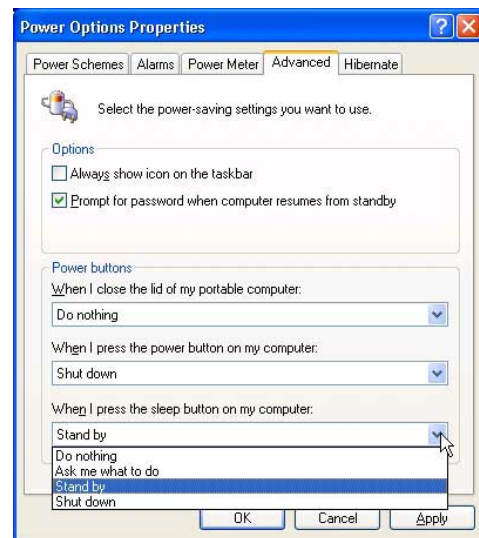 Power Options Properties
Power Schemes Alarms Power Meter Advanced Hibernate
Select the power-saving settings you want to use.
Options
Always show icon on the taskbar
Prompt for password when computer resumes from standby
Power buttons
When I close the lid of my portable computer:
Do nothing
When I press the power button on my computer:
Shut down
When I press the sleep button on my computer:
Stand by
Do nothing
Ask me what to do
Stand by
Shut down
OK Cancel Apply